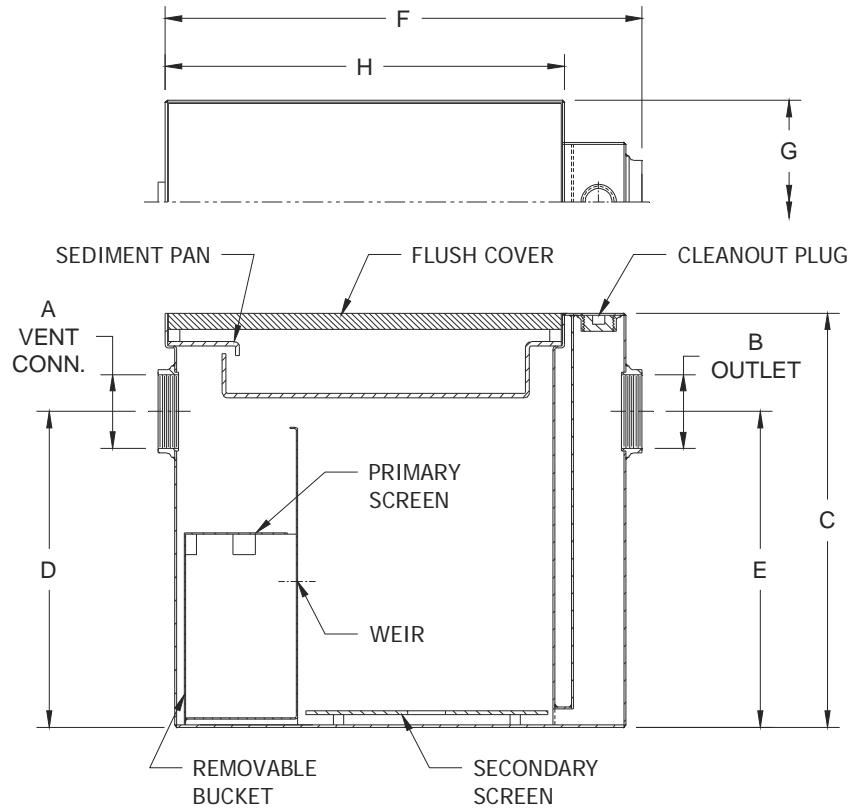 F
H
G
SEDIMENT PAN
FLUSH COVER
CLEANOUT PLUG
A
VENT
CONN.
B
OUTLET
PRIMARY
SCREEN
D
E
C
WEIR
REMOVABLE
BUCKET
SECONDARY
SCREEN